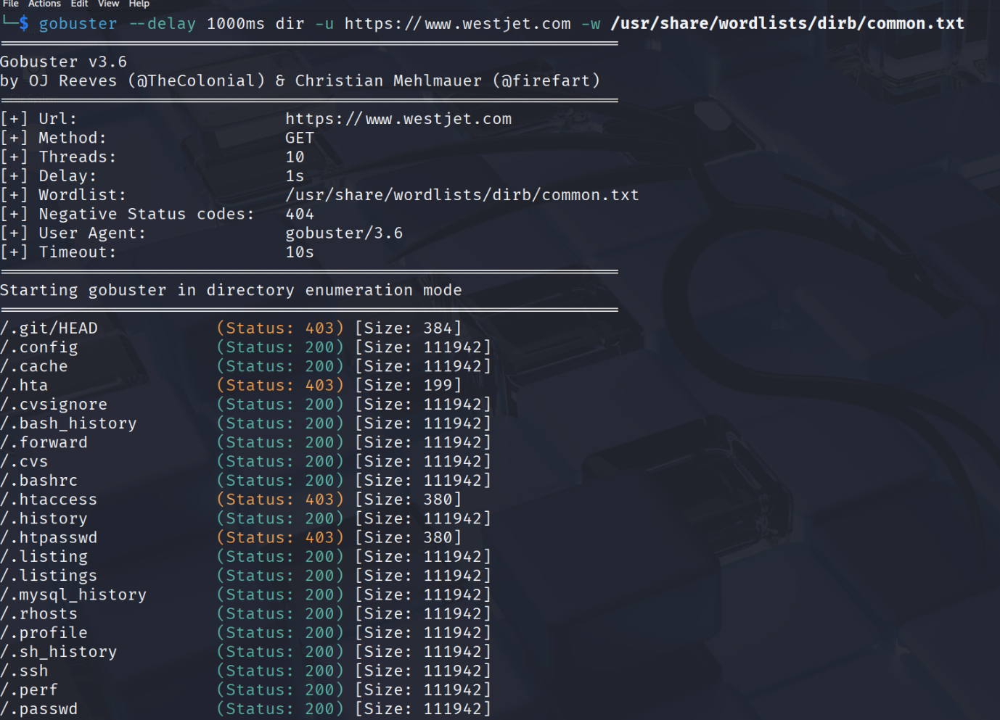 File Actions Edit View Help
└─$ gobuster --delay 1000ms dir -u https://www.westjet.com -w /usr/share/wordlists/dirb/common.txt
===============================================================
Gobuster v3.6
by OJ Reeves (@TheColonial) & Christian Mehlmauer (@firefart)
===============================================================
[+] Url:                     https://www.westjet.com
[+] Method:                  GET
[+] Threads:                 10
[+] Delay:                   1s
[+] Wordlist:                /usr/share/wordlists/dirb/common.txt
[+] Negative Status codes:   404
[+] User Agent:              gobuster/3.6
[+] Timeout:                 10s
===============================================================
Starting gobuster in directory enumeration mode
===============================================================
/.git/HEAD            (Status: 403) [Size: 384]
/.config              (Status: 200) [Size: 111942]
/.cache               (Status: 200) [Size: 111942]
/.hta                 (Status: 403) [Size: 199]
/.cvsignore           (Status: 200) [Size: 111942]
/.bash_history        (Status: 200) [Size: 111942]
/.forward             (Status: 200) [Size: 111942]
/.cvs                 (Status: 200) [Size: 111942]
/.bashrc              (Status: 200) [Size: 111942]
/.htaccess            (Status: 403) [Size: 380]
/.history             (Status: 200) [Size: 111942]
/.htpasswd            (Status: 403) [Size: 380]
/.listing             (Status: 200) [Size: 111942]
/.listings            (Status: 200) [Size: 111942]
/.mysql_history       (Status: 200) [Size: 111942]
/.rhosts              (Status: 200) [Size: 111942]
/.profile             (Status: 200) [Size: 111942]
/.sh_history          (Status: 200) [Size: 111942]
/.ssh                 (Status: 200) [Size: 111942]
/.perf                (Status: 200) [Size: 111942]
/.passwd              (Status: 200) [Size: 111942]